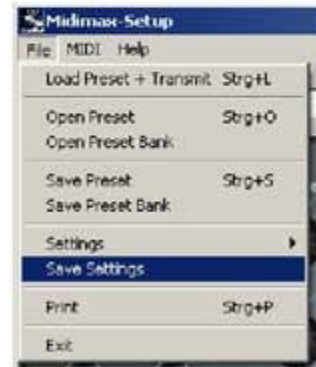 Midimax-Setup
File MIDI Help
Load Preset + Transmit Strg+L
Open Preset Strg+O
Open Preset Bank
Save Preset Strg+S
Save Preset Bank
Settings
Save Settings
Print Strg+P
Exit